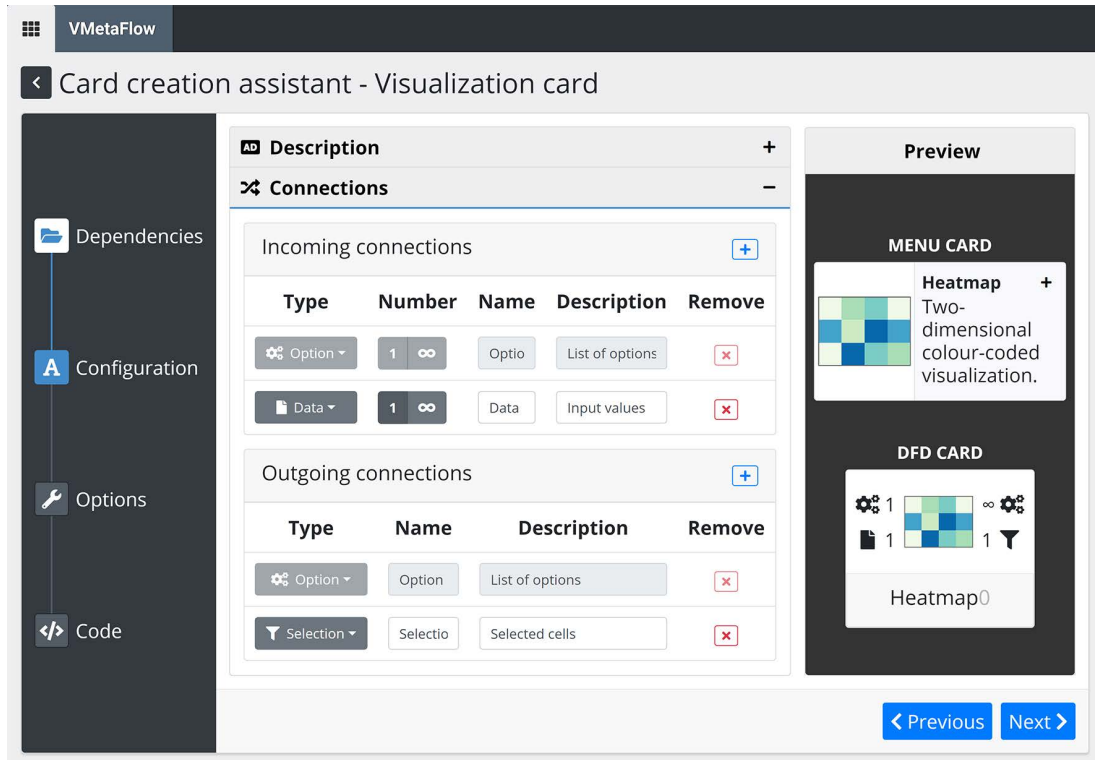 VMetaFlow
Card creation assistant - Visualization card
Dependencies
Configuration
Options
Code
AD Description +
Connections −
Incoming connections +
Type Number Name Description Remove
Option 1 ∞ Optio List of options
Data 1 ∞ Data Input values
Outgoing connections +
Type Name Description Remove
Option Option List of options
Selection Selectio Selected cells
Preview
MENU CARD
Heatmap +
Two-
dimensional
colour-coded
visualization.
DFD CARD
1 ∞
1 1
Heatmap0
Previous Next